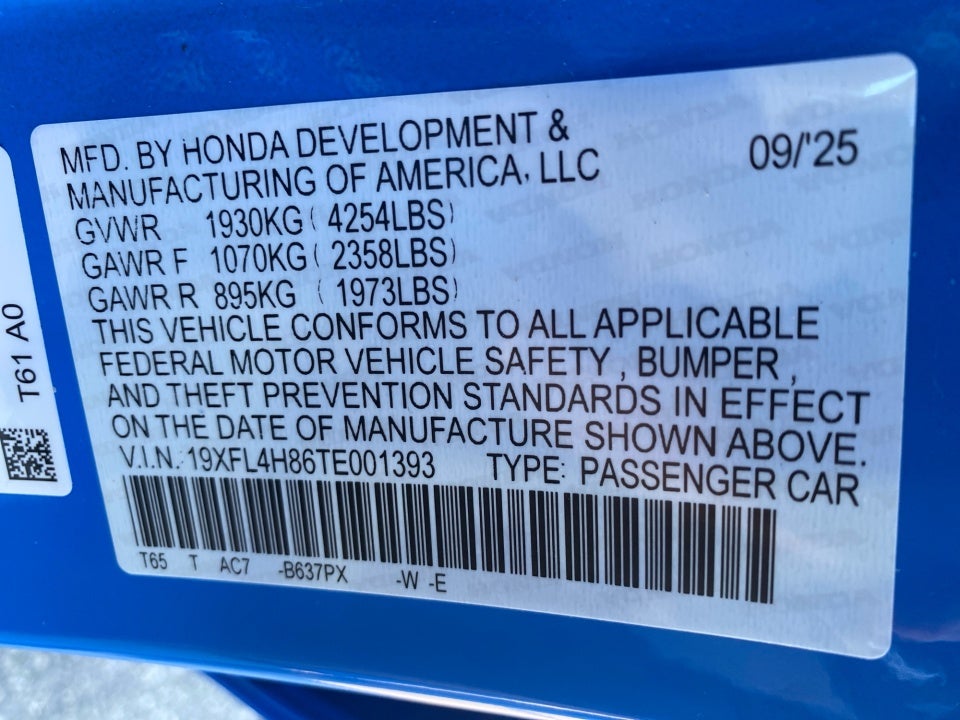 MFD. BY HONDA DEVELOPMENT &
MANUFACTURING OF AMERICA, LLC
09/'25
GVWR 1930KG ( 4254LBS)
GAWR F 1070KG ( 2358LBS)
GAWR R 895KG ( 1973LBS)
THIS VEHICLE CONFORMS TO ALL APPLICABLE
FEDERAL MOTOR VEHICLE SAFETY , BUMPER ,
AND THEFT PREVENTION STANDARDS IN EFFECT
ON THE DATE OF MANUFACTURE SHOWN ABOVE.
V.I.N.: 19XFL4H86TE001393 TYPE: PASSENGER CAR
T65 T AC7 -B637PX -W -E
T61 A0